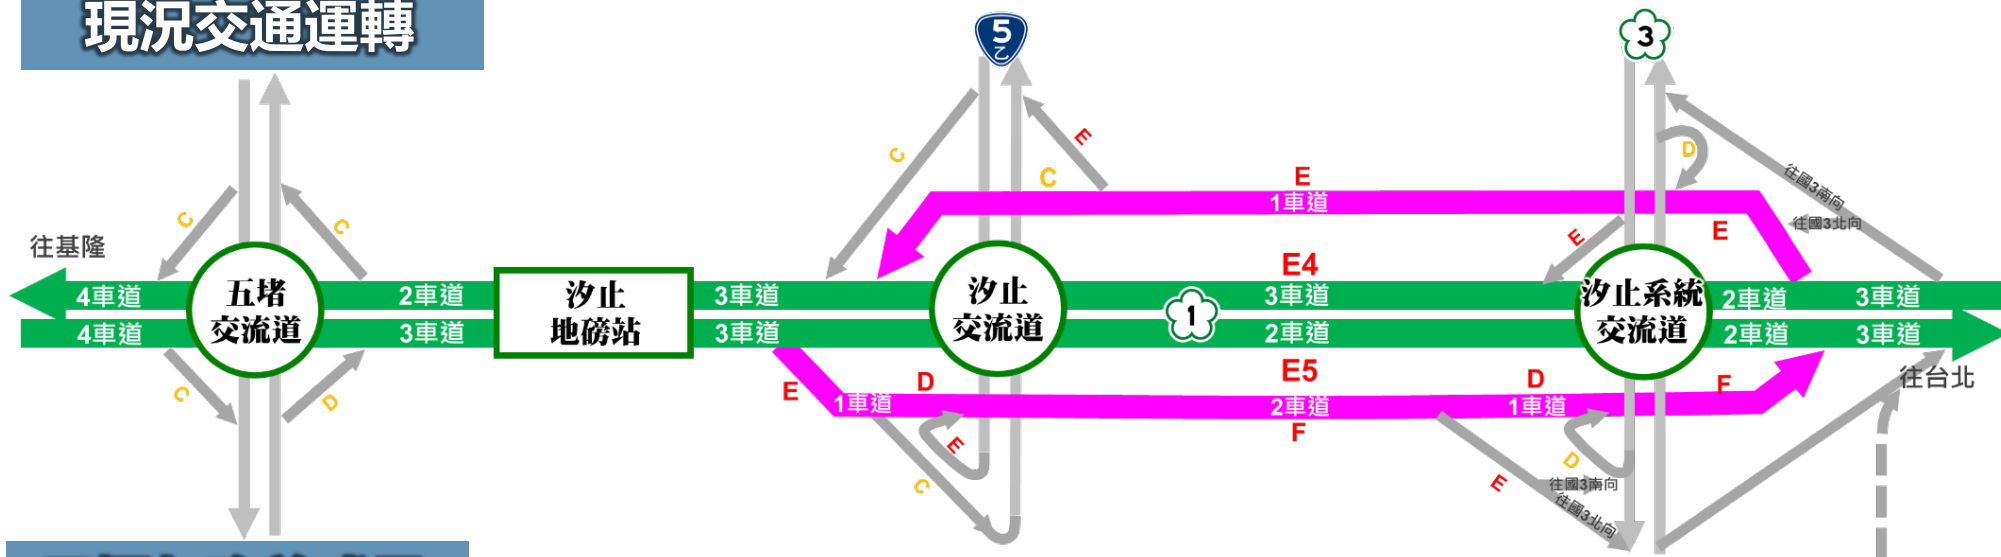 現況交通運轉
5
乙
3
E
C
C
D
往國3南向
往國3北向
E
1車道
E
E
C
C
往基隆
五堵
交流道
汐止
地磅站
汐止
交流道
1
汐止系統
交流道
4車道
2車道
3車道
E4
3車道
2車道
3車道
4車道
3車道
3車道
2車道
2車道
3車道
往台北
C
D
E
D
1車道
E5
2車道
F
D
1車道
F
E
C
D
E
往國3南向
往國3北向